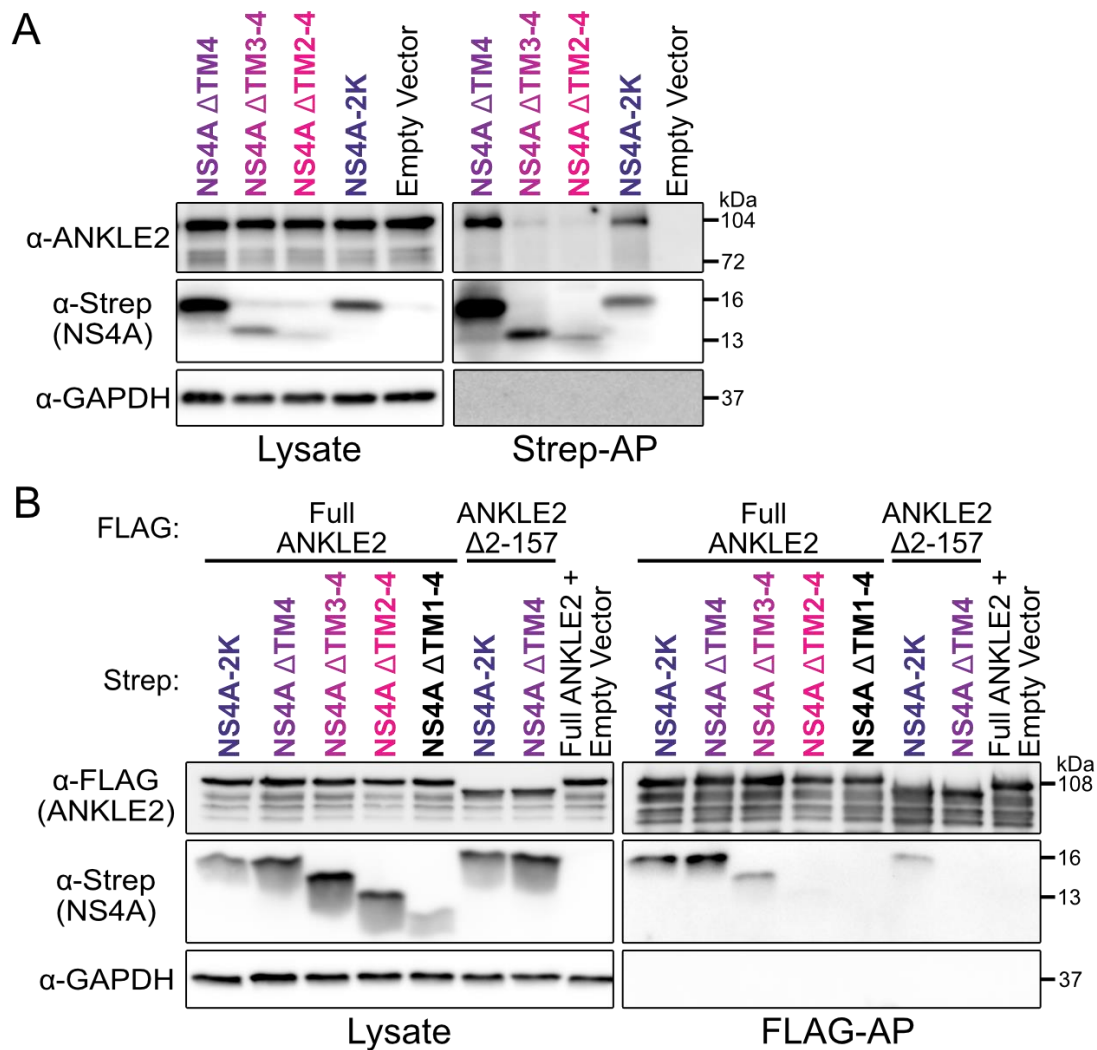 A
NS4A ΔTM4
NS4A ΔTM3-4
NS4A ΔTM2-4
NS4A-2K
Empty Vector
NS4A ΔTM4
NS4A ΔTM3-4
NS4A ΔTM2-4
NS4A-2K
Empty Vector
kDa
α-ANKLE2
104
72
α-Strep
(NS4A)
16
13
α-GAPDH
37
Lysate
Strep-AP
B
FLAG:
Full
ANKLE2
ANKLE2
Δ2-157
Full
ANKLE2
ANKLE2
Δ2-157
Strep:
NS4A-2K
NS4A ΔTM4
NS4A ΔTM3-4
NS4A ΔTM2-4
NS4A ΔTM1-4
NS4A-2K
NS4A ΔTM4
Full ANKLE2 +
Empty Vector
NS4A-2K
NS4A ΔTM4
NS4A ΔTM3-4
NS4A ΔTM2-4
NS4A ΔTM1-4
NS4A-2K
NS4A ΔTM4
Full ANKLE2 +
Empty Vector
kDa
α-FLAG
(ANKLE2)
108
α-Strep
(NS4A)
16
13
α-GAPDH
37
Lysate
FLAG-AP